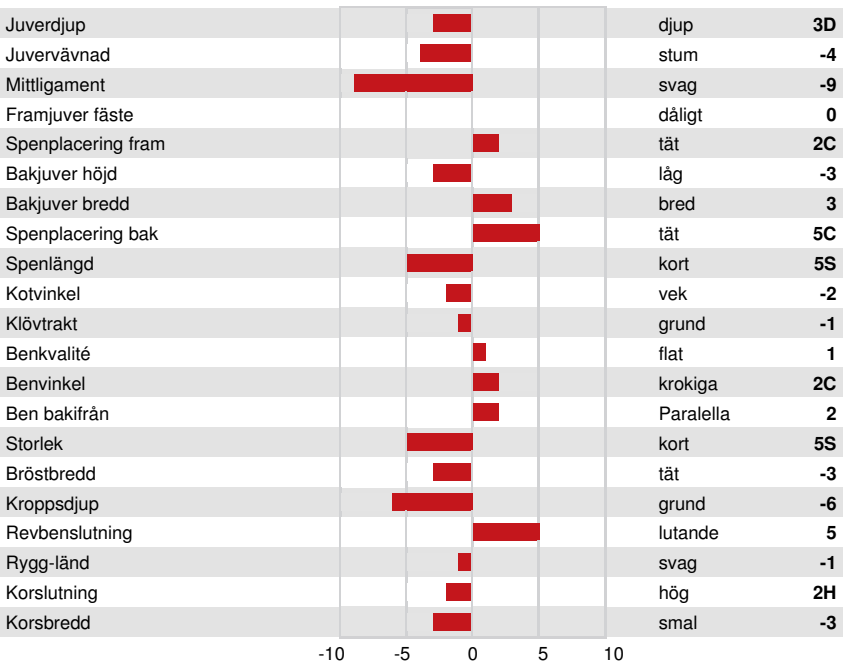 Juverdjup djup 3D
Juvervävnad stum -4
Mittligament svag -9
Framjuver fäste dåligt 0
Spenplacering fram tät 2C
Bakjuver höjd låg -3
Bakjuver bredd bred 3
Spenplacering bak tät 5C
Spenlängd kort 5S
Kotvinkel vek -2
Klövtrakt grund -1
Benkvalité flat 1
Benvinkel krokiga 2C
Ben bakifrån Paralella 2
Storlek kort 5S
Bröstbredd tät -3
Kroppsdjup grund -6
Revbenslutning lutande 5
Rygg-länd svag -1
Korslutning hög 2H
Korsbredd smal -3
-10 -5 0 5 10